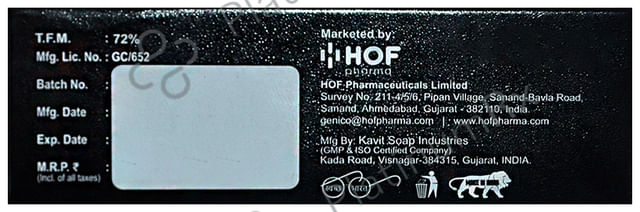 T.F.M. : 72%
Mfg. Lic. No. : GC/652
Batch No. :
Mfg. Date :
Exp. Date :
M.R.P. ₹ :
(Incl. of all taxes)
Marketed by:
HOF
pharma
HOF Pharmaceuticals Limited
Survey No. 211-4/5/6, Pipan Village, Sanand-Bavla Road,
Sanand, Ahmedabad, Gujarat - 382110, India.
genico@hofpharma.com | : www.hofpharma.com
Mfg By: Kavit Soap Industries
(GMP & ISO Certified Company)
Kada Road, Visnagar-384315, Gujarat, INDIA.
स्वच्छ भारत